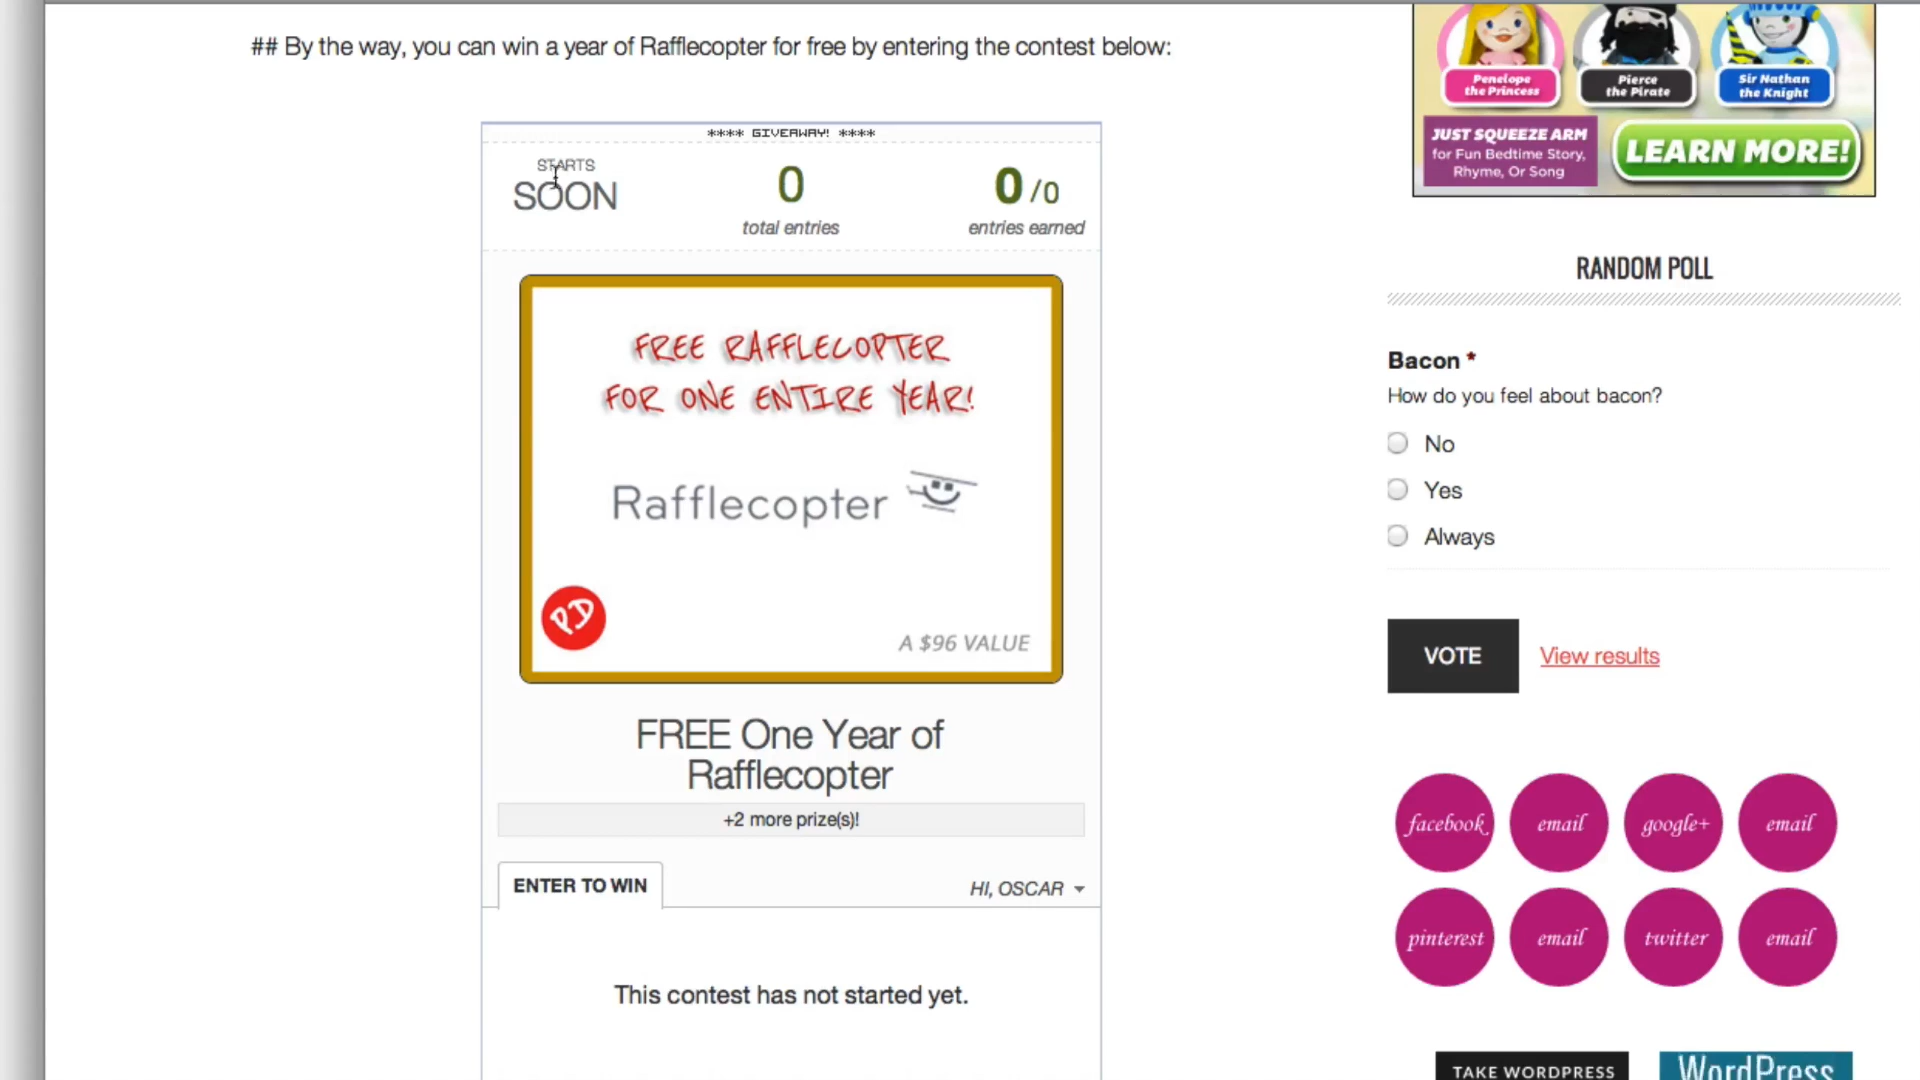 ## By the way, you can win a year of Rafflecopter for free by entering the contest below:
**** GIVEAWAY! ****
STARTS
SOON
0
total entries
0 /0
entries earned
FREE RAFFLECOPTER
FOR ONE ENTIRE YEAR!
Rafflecopter
PD
A $96 VALUE
FREE One Year of
Rafflecopter
+2 more prize(s)!
ENTER TO WIN
HI, OSCAR
This contest has not started yet.
Penelope
the Princess
Pierce
the Pirate
Sir Nathan
the Knight
JUST SQUEEZE ARM
for Fun Bedtime Story,
Rhyme, Or Song
LEARN MORE!
RANDOM POLL
Bacon *
How do you feel about bacon?
No
Yes
Always
VOTE
View results
facebook
email
google+
email
pinterest
email
twitter
email
TAKE WORDPRESS
WordPress